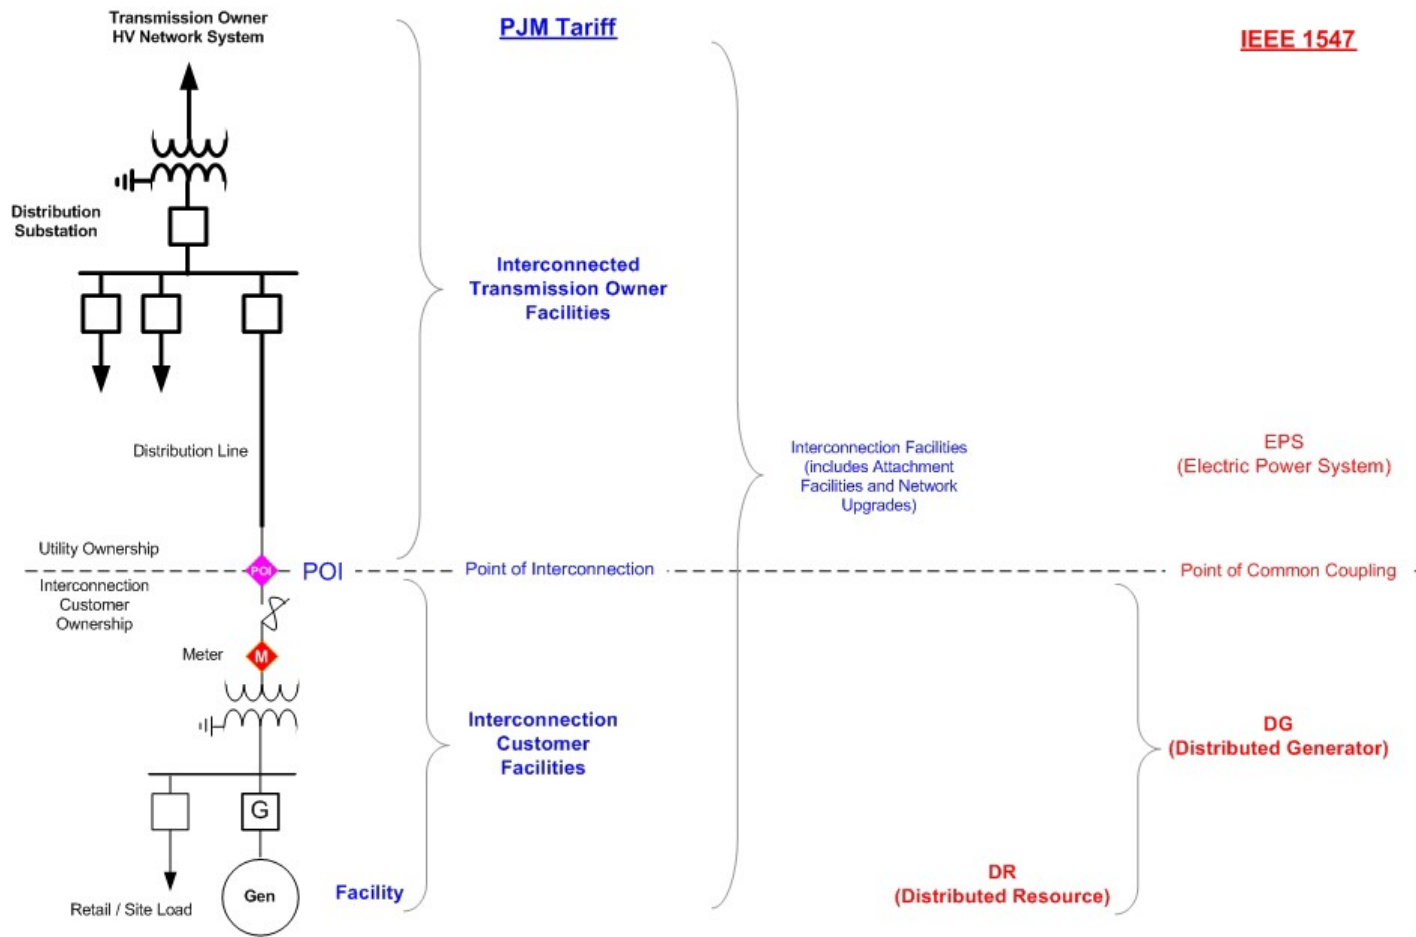 Transmission Owner
HV Network System
PJM Tariff
IEEE 1547
Distribution
Substation
Interconnected
Transmission Owner
Facilities
Distribution Line
Interconnection Facilities
(includes Attachment
Facilities and Network
Upgrades)
EPS
(Electric Power System)
Utility Ownership
POI
POI
Point of Interconnection
Point of Common Coupling
Interconnection
Customer
Ownership
Meter
M
Interconnection
Customer
Facilities
DG
(Distributed Generator)
G
Gen
Facility
DR
(Distributed Resource)
Retail / Site Load